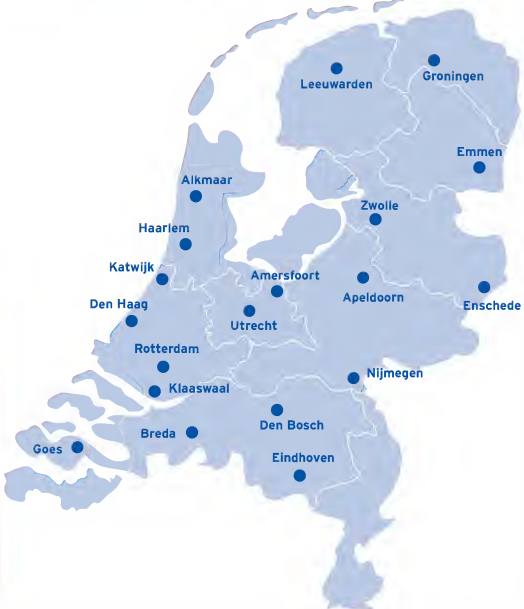 Groningen
Leeuwarden
Emmen
Alkmaar
Zwolle
Haarlem
Katwijk
Amersfoort
Apeldoorn
Den Haag
Enschede
Utrecht
Rotterdam
Nijmegen
Klaaswaal
Den Bosch
Breda
Goes
Eindhoven